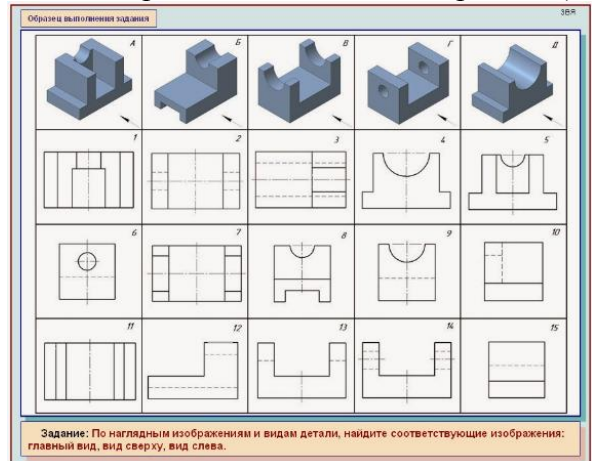 Образец выполнения задания
ЗВЯ
А Б В Г Д
1 2 3 4 5
6 7 8 9 10
11 12 13 14 15
Задание: По наглядным изображениям и видам детали, найдите соответствующие изображения:
главный вид, вид сверху, вид слева.